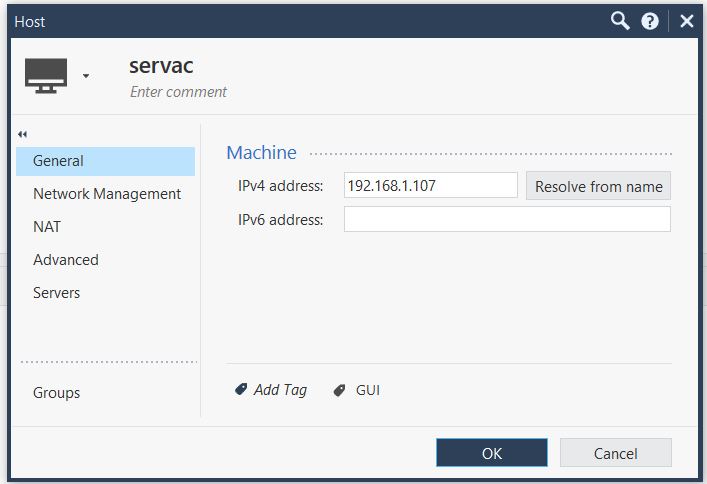 Host
servac
Enter comment
General
Network Management
NAT
Advanced
Servers
Groups
Machine
IPv4 address: 192.168.1.107 Resolve from name
IPv6 address:
Add Tag GUI
OK Cancel